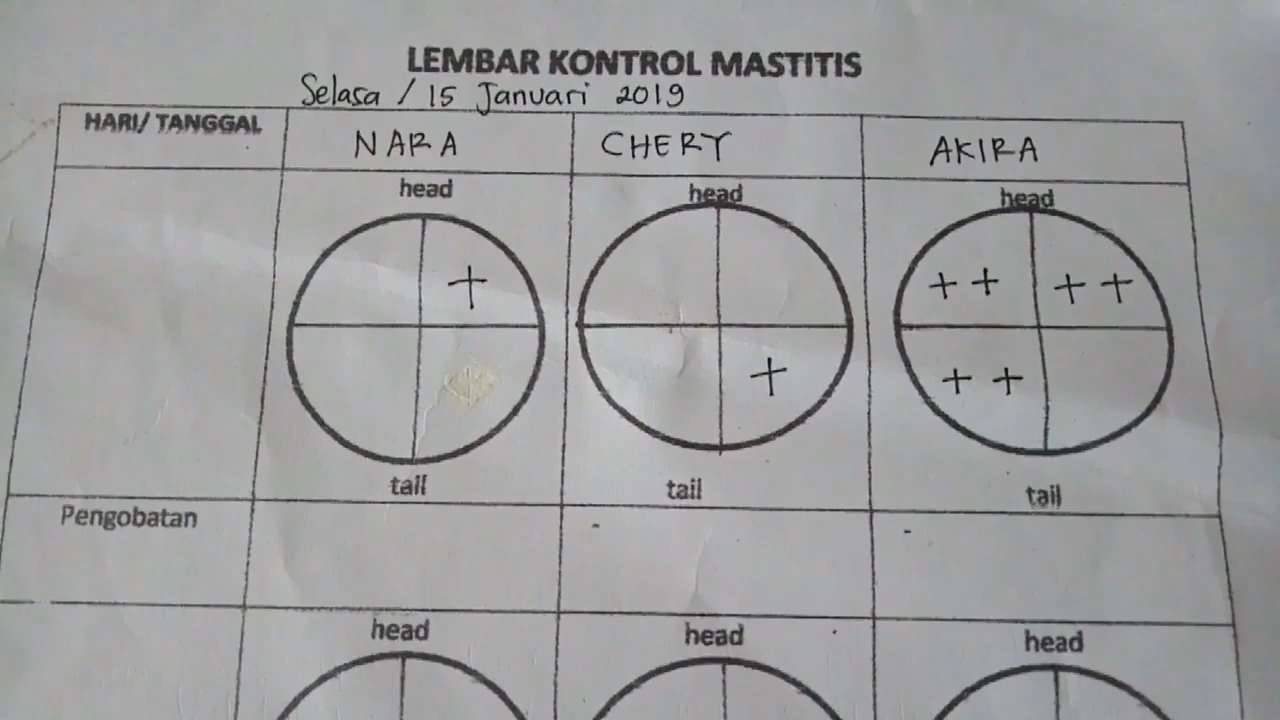 LEMBAR KONTROL MASTITIS
Selasa / 15 Januari 2019
HARI/ TANGGAL NARA CHERY AKIRA
head head head
+ ++ ++
+ ++
tail tail tail
Pengobatan - -
head head head